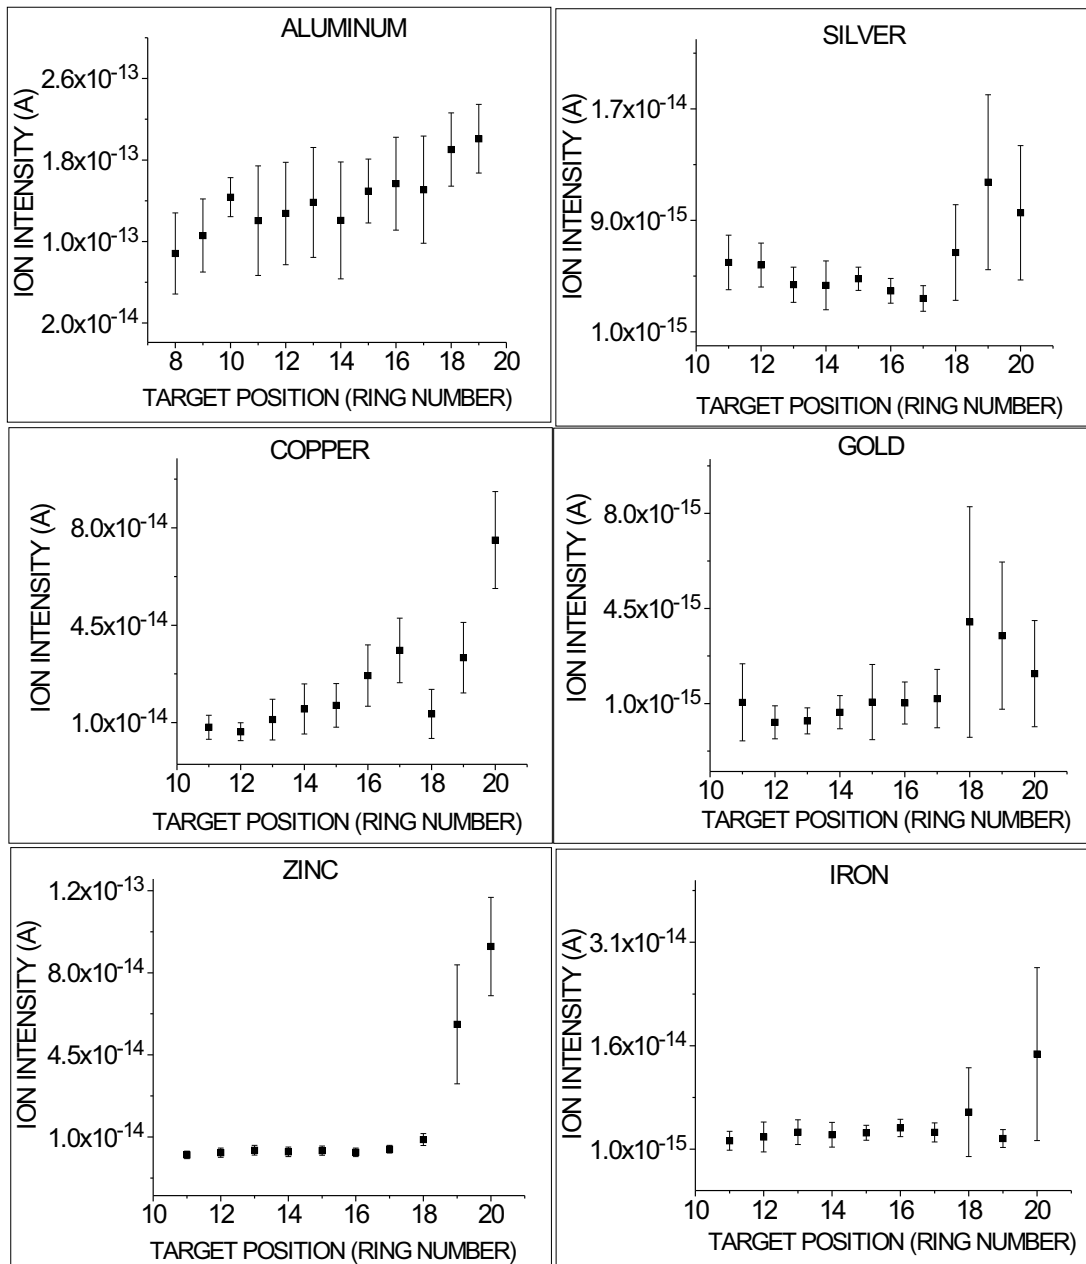 ALUMINUM
ION INTENSITY (A)
2.6x10-13
1.8x10-13
1.0x10-13
2.0x10-14
8 10 12 14 16 18 20
TARGET POSITION (RING NUMBER)
SILVER
ION INTENSITY (A)
1.7x10-14
9.0x10-15
1.0x10-15
10 12 14 16 18 20
TARGET POSITION (RING NUMBER)
COPPER
ION INTENSITY (A)
8.0x10-14
4.5x10-14
1.0x10-14
10 12 14 16 18 20
TARGET POSITION (RING NUMBER)
GOLD
ION INTENSITY (A)
8.0x10-15
4.5x10-15
1.0x10-15
10 12 14 16 18 20
TARGET POSITION (RING NUMBER)
ZINC
ION INTENSITY (A)
1.2x10-13
8.0x10-14
4.5x10-14
1.0x10-14
10 12 14 16 18 20
TARGET POSITION (RING NUMBER)
IRON
ION INTENSITY (A)
3.1x10-14
1.6x10-14
1.0x10-15
10 12 14 16 18 20
TARGET POSITION (RING NUMBER)